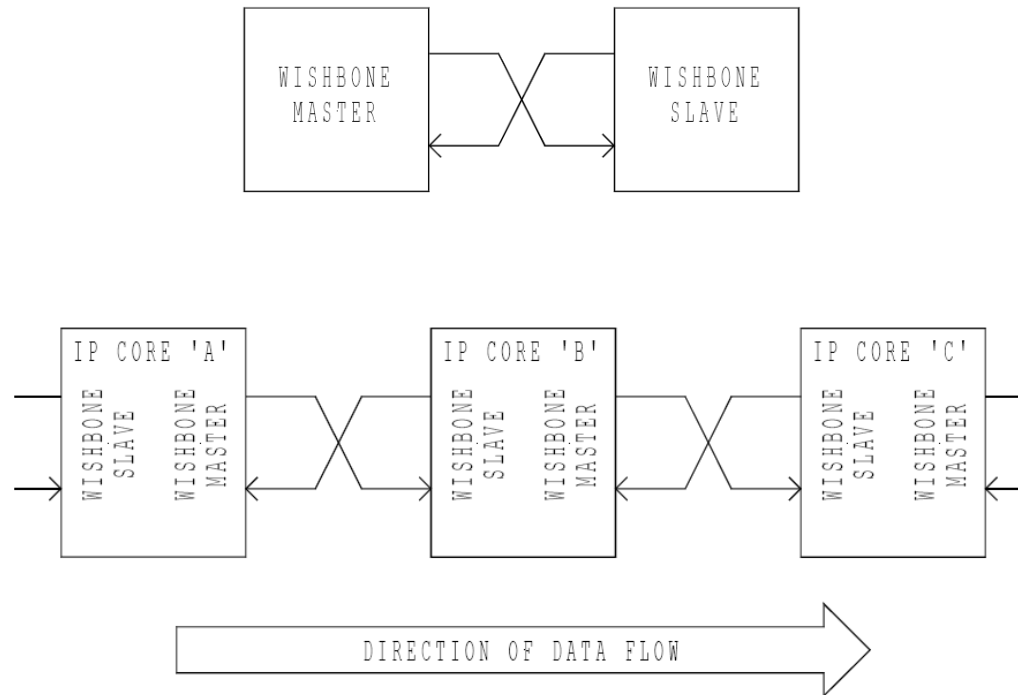 WISHBONE
MASTER
WISHBONE
SLAVE
IP CORE 'A'
WISHBONE
SLAVE
WISHBONE
MASTER
IP CORE 'B'
WISHBONE
SLAVE
WISHBONE
MASTER
IP CORE 'C'
WISHBONE
SLAVE
WISHBONE
MASTER
DIRECTION OF DATA FLOW